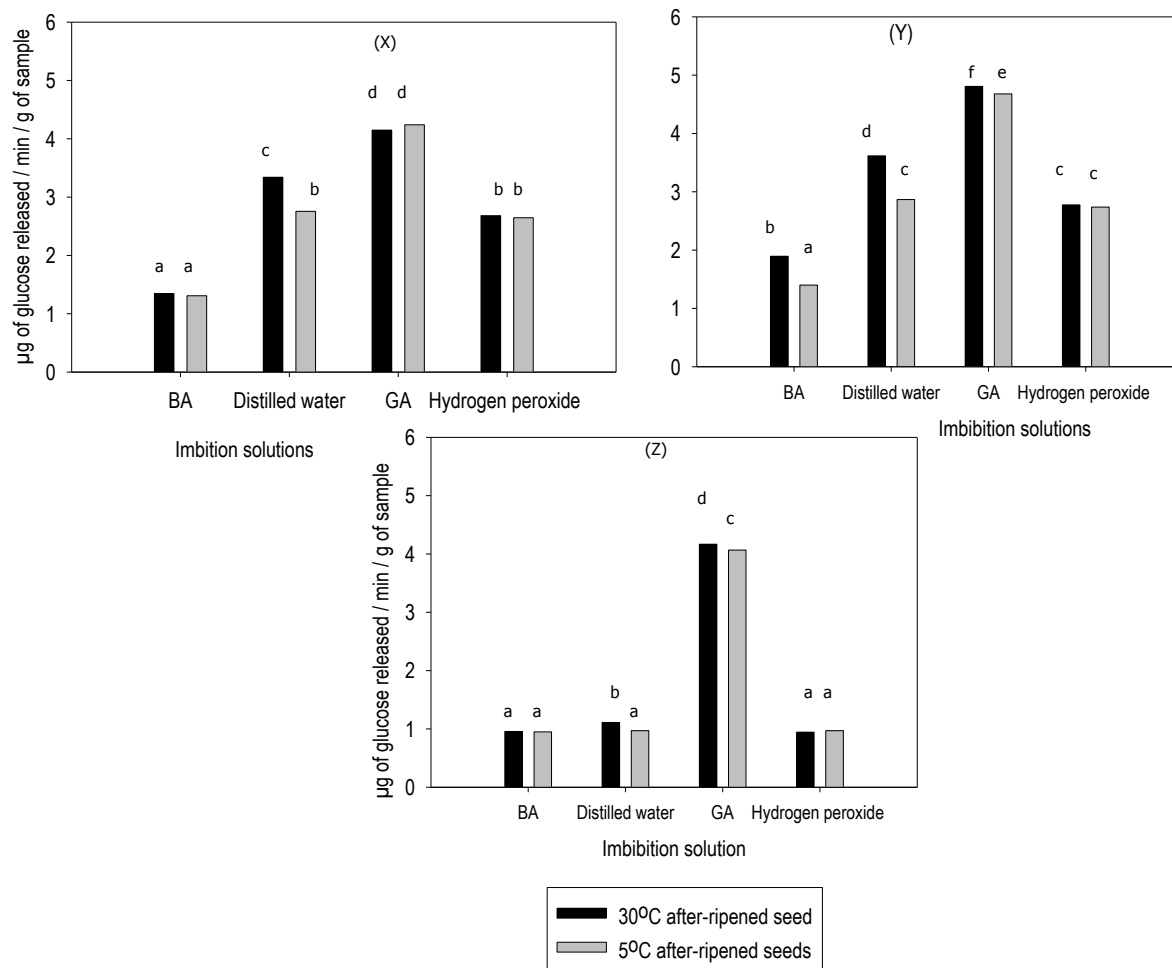 (X)
µg of glucose released / min / g of sample
6
5
4
3
2
1
0
a a
c
b
d d
b b
BA Distilled water GA Hydrogen peroxide
Imbition solutions
(Y)
6
5
4
3
2
1
0
b
a
d
c
f e
c c
BA Distilled water GA Hydrogen peroxide
Imbibition solutions
(Z)
µg of glucose released / min / g of sample
6
5
4
3
2
1
0
a a
b
a
d
c
a a
BA Distilled water GA Hydrogen peroxide
Imbibition solution
30ºC after-ripened seed
5ºC after-ripened seeds